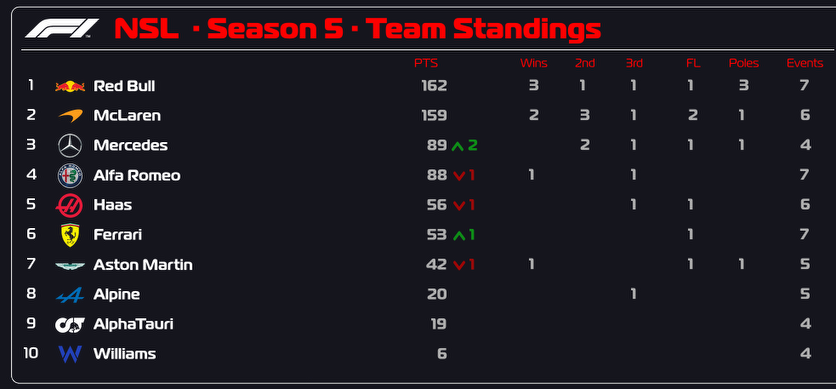 F1 NSL · Season 5 · Team Standings
PTS Wins 2nd 3rd FL Poles Events
1 Red Bull 162 3 1 1 1 3 7
2 McLaren 159 2 3 1 2 1 6
3 Mercedes 89 2 2 1 1 1 4
4 Alfa Romeo 88 1 1 1 7
5 Haas 56 1 1 1 6
6 Ferrari 53 1 1 7
7 Aston Martin 42 1 1 1 1 5
8 Alpine 20 1 5
9 AlphaTauri 19 4
10 Williams 6 4